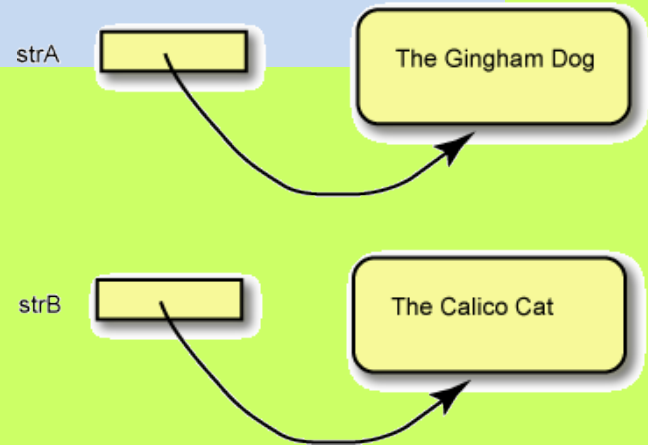 strA
The Gingham Dog
strB
The Calico Cat